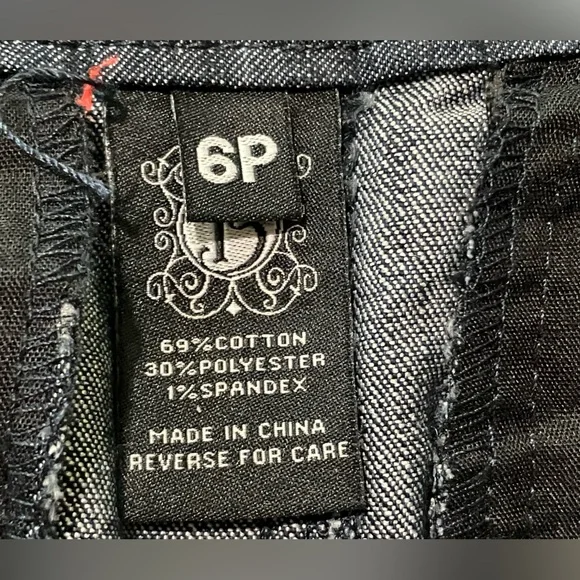 6P
69%COTTON
30%POLYESTER
1%SPANDEX
MADE IN CHINA
REVERSE FOR CARE